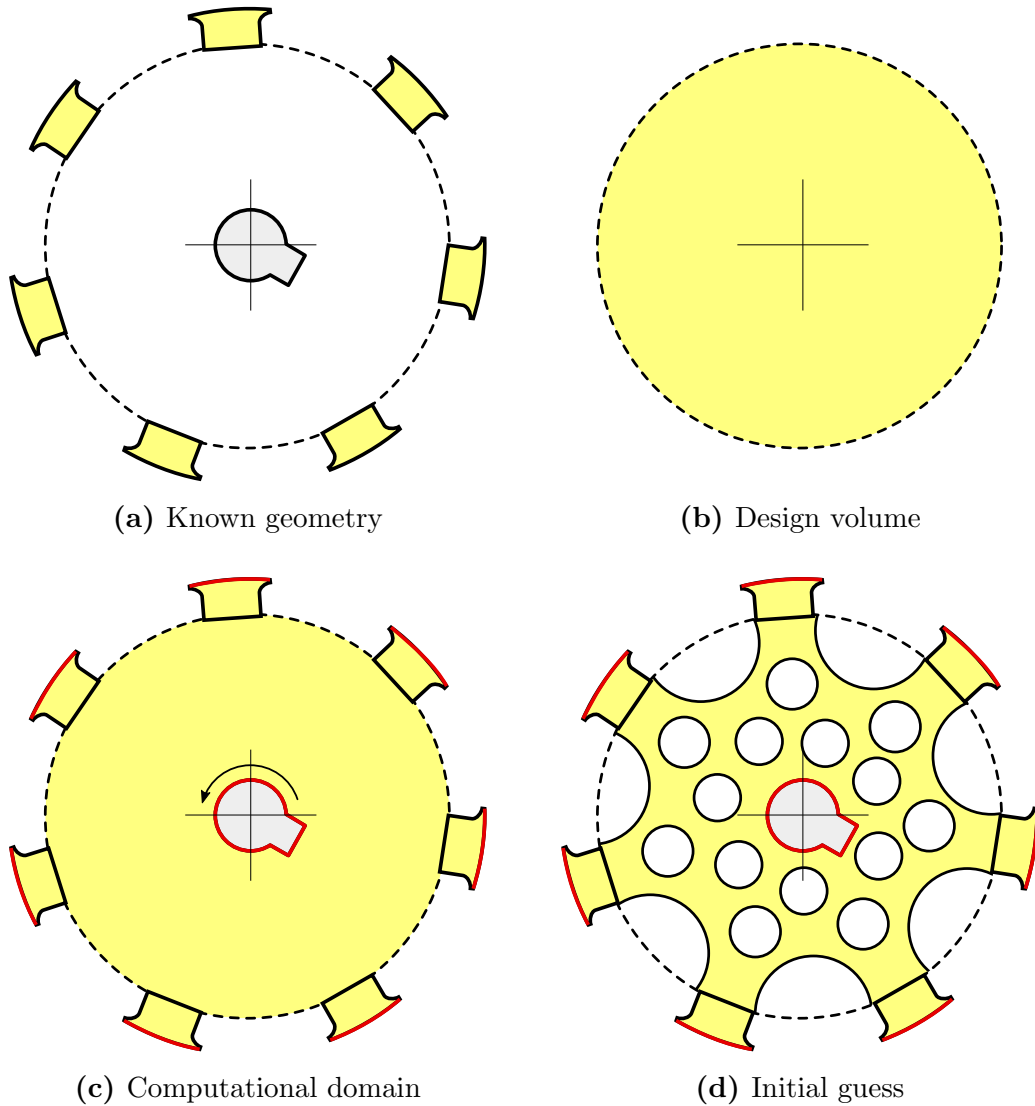 (a) Known geometry
(b) Design volume
(c) Computational domain
(d) Initial guess